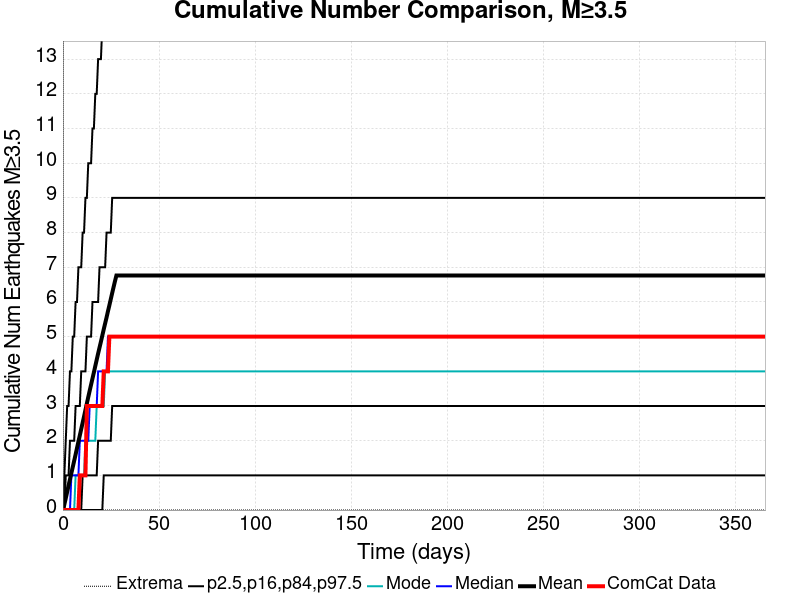 Cumulative Number Comparison, M≥3.5
Cumulative Num Earthquakes M≥3.5
13
12
11
10
9
8
7
6
5
4
3
2
1
0
0 50 100 150 200 250 300 350
Time (days)
Extrema p2.5,p16,p84,p97.5 Mode Median Mean ComCat Data